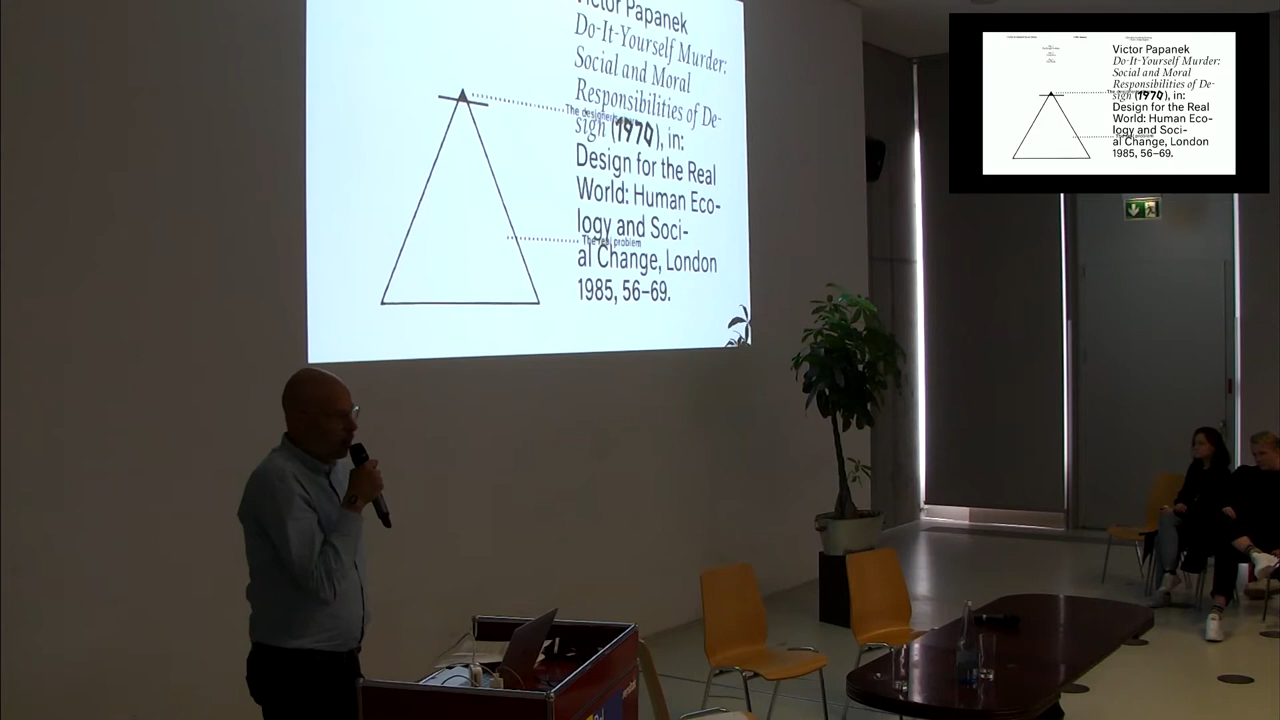 Victor Papanek
Do-It-Yourself Murder:
Social and Moral
Responsibilities of De-
The designer's
sign (1970), in:
Design for the Real
World: Human Eco-
logy and Soci-
The real problem
al Change, London
1985, 56–69.
Victor Papanek
Do-It-Yourself Murder:
Social and Moral
Responsibilities of De-
sign (1970), in:
Design for the Real
World: Human Eco-
logy and Soci-
al Change, London
1985, 56–69.